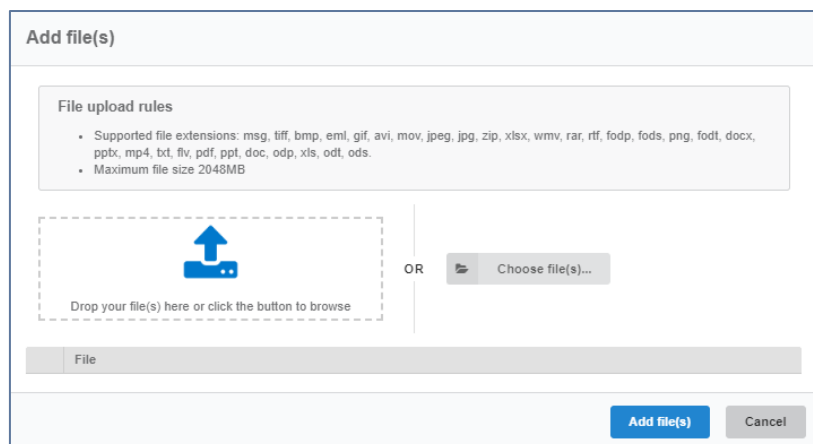 Add file(s)
File upload rules
• Supported file extensions: msg, tiff, bmp, eml, gif, avi, mov, jpeg, jpg, zip, xlsx, wmv, rar, rtf, fodp, fods, png, fodt, docx,
pptx, mp4, txt, flv, pdf, ppt, doc, odp, xls, odt, ods.
• Maximum file size 2048MB
Drop your file(s) here or click the button to browse
OR
Choose file(s)...
File
Add file(s)
Cancel